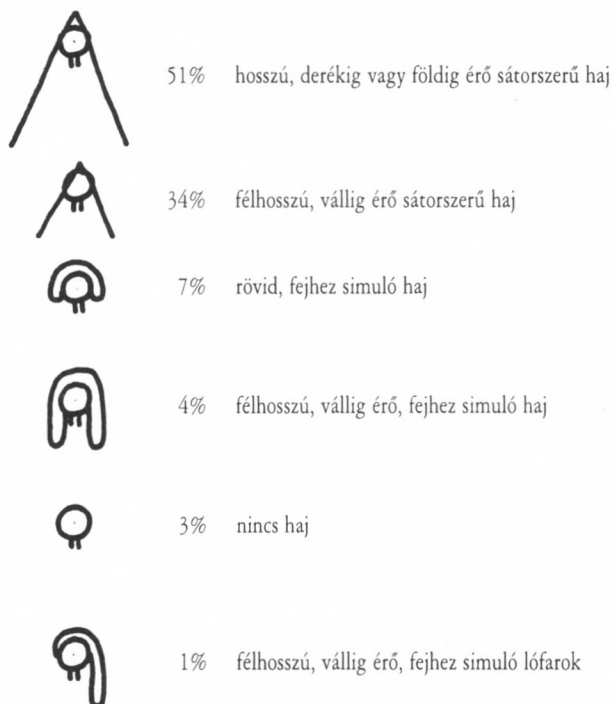 51% hosszú, derékig vagy földig érő sátorszerű haj
34% félhosszú, vállig érő sátorszerű haj
7% rövid, fejhez simuló haj
4% félhosszú, vállig érő, fejhez simuló haj
3% nincs haj
1% félhosszú, vállig érő, fejhez simuló lófarok